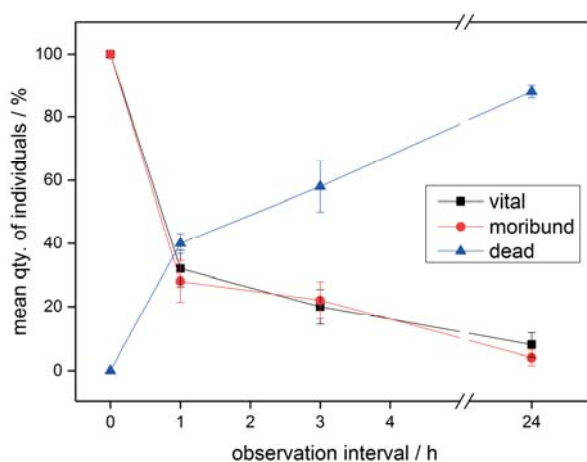 mean qty. of individuals / %
100
80
60
40
20
0
vital
moribund
dead
0
1
2
3
4
24
observation interval / h